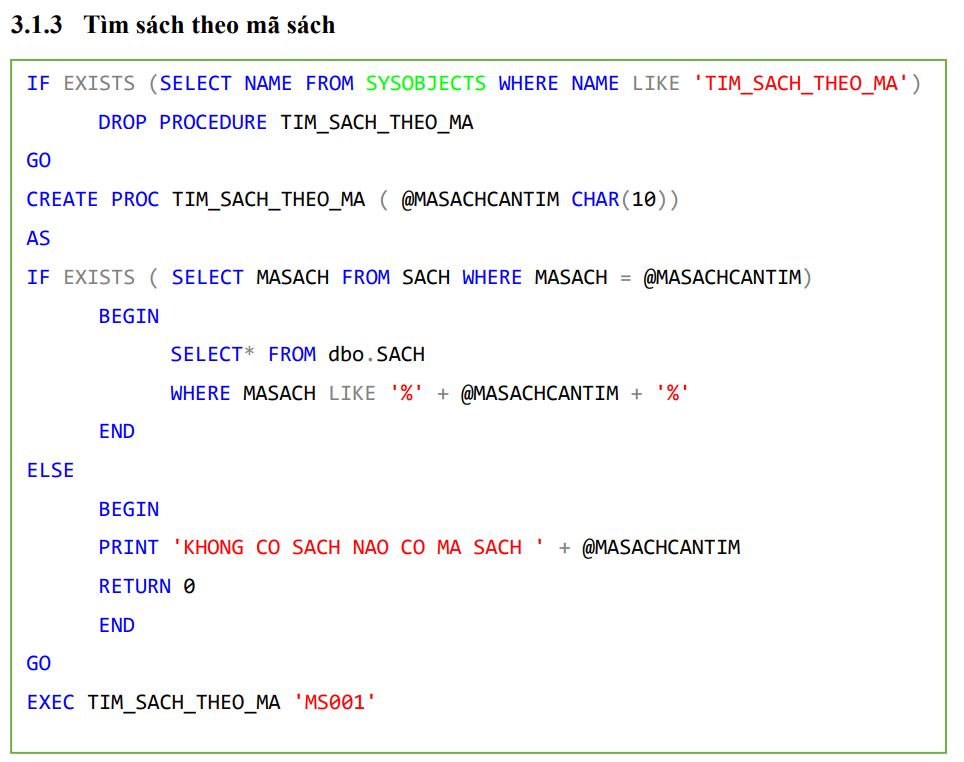 3.1.3 Tìm sách theo mã sách
IF EXISTS (SELECT NAME FROM SYSOBJECTS WHERE NAME LIKE 'TIM_SACH_THEO_MA')
DROP PROCEDURE TIM_SACH_THEO_MA
GO
CREATE PROC TIM_SACH_THEO_MA ( @MASACHCANTIM CHAR(10))
AS
IF EXISTS ( SELECT MASACH FROM SACH WHERE MASACH = @MASACHCANTIM)
BEGIN
SELECT* FROM dbo.SACH
WHERE MASACH LIKE '%' + @MASACHCANTIM + '%'
END
ELSE
BEGIN
PRINT 'KHONG CO SACH NAO CO MA SACH ' + @MASACHCANTIM
RETURN 0
END
GO
EXEC TIM_SACH_THEO_MA 'MS001'